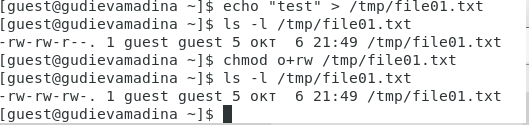 [guest@gudievamadina ~]$ echo "test" > /tmp/file01.txt
[guest@gudievamadina ~]$ ls -l /tmp/file01.txt
-rw-rw-r--. 1 guest guest 5 окт  6 21:49 /tmp/file01.txt
[guest@gudievamadina ~]$ chmod o+rw /tmp/file01.txt
[guest@gudievamadina ~]$ ls -l /tmp/file01.txt
-rw-rw-rw-. 1 guest guest 5 окт  6 21:49 /tmp/file01.txt
[guest@gudievamadina ~]$